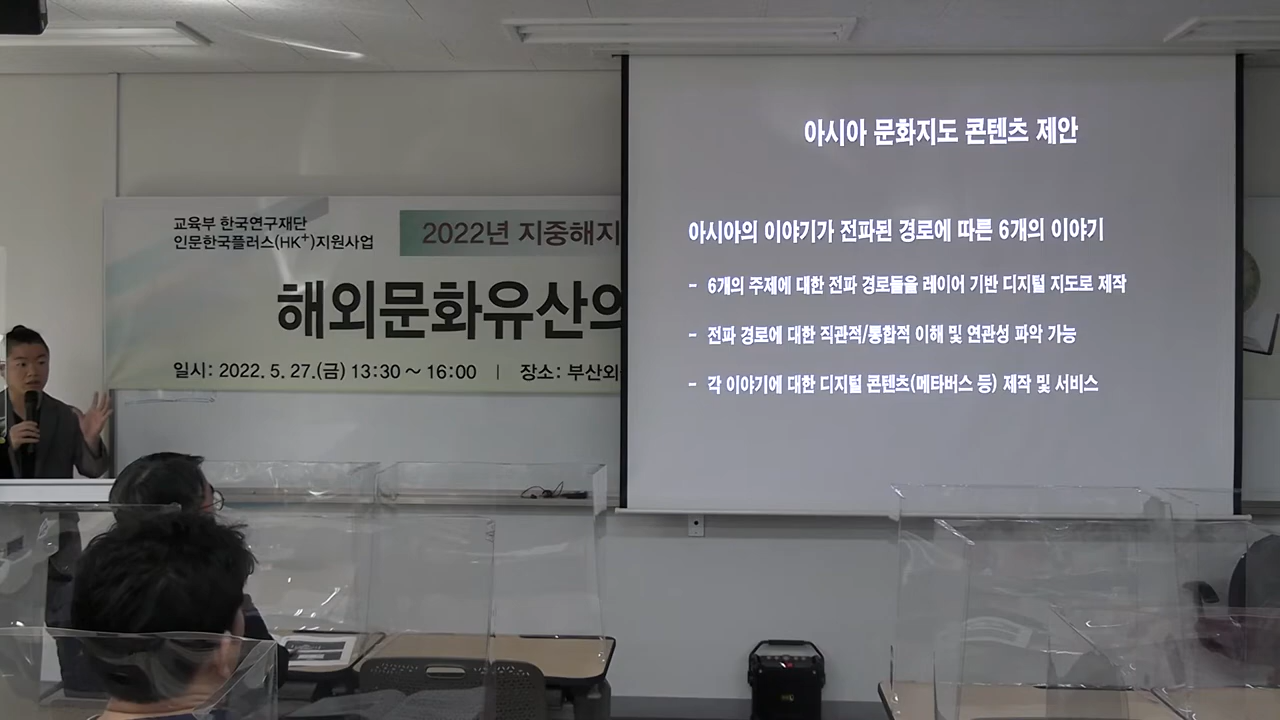 교육부 한국연구재단
인문한국플러스(HK+)지원사업
2022년 지중해지
해외문화유산의
일시: 2022. 5. 27.(금) 13:30 ~ 16:00 | 장소: 부산외
아시아 문화지도 콘텐츠 제안
아시아의 이야기가 전파된 경로에 따른 6개의 이야기
- 6개의 주제에 대한 전파 경로들을 레이어 기반 디지털 지도로 제작
- 전파 경로에 대한 직관적/통합적 이해 및 연관성 파악 가능
- 각 이야기에 대한 디지털 콘텐츠(메타버스 등) 제작 및 서비스